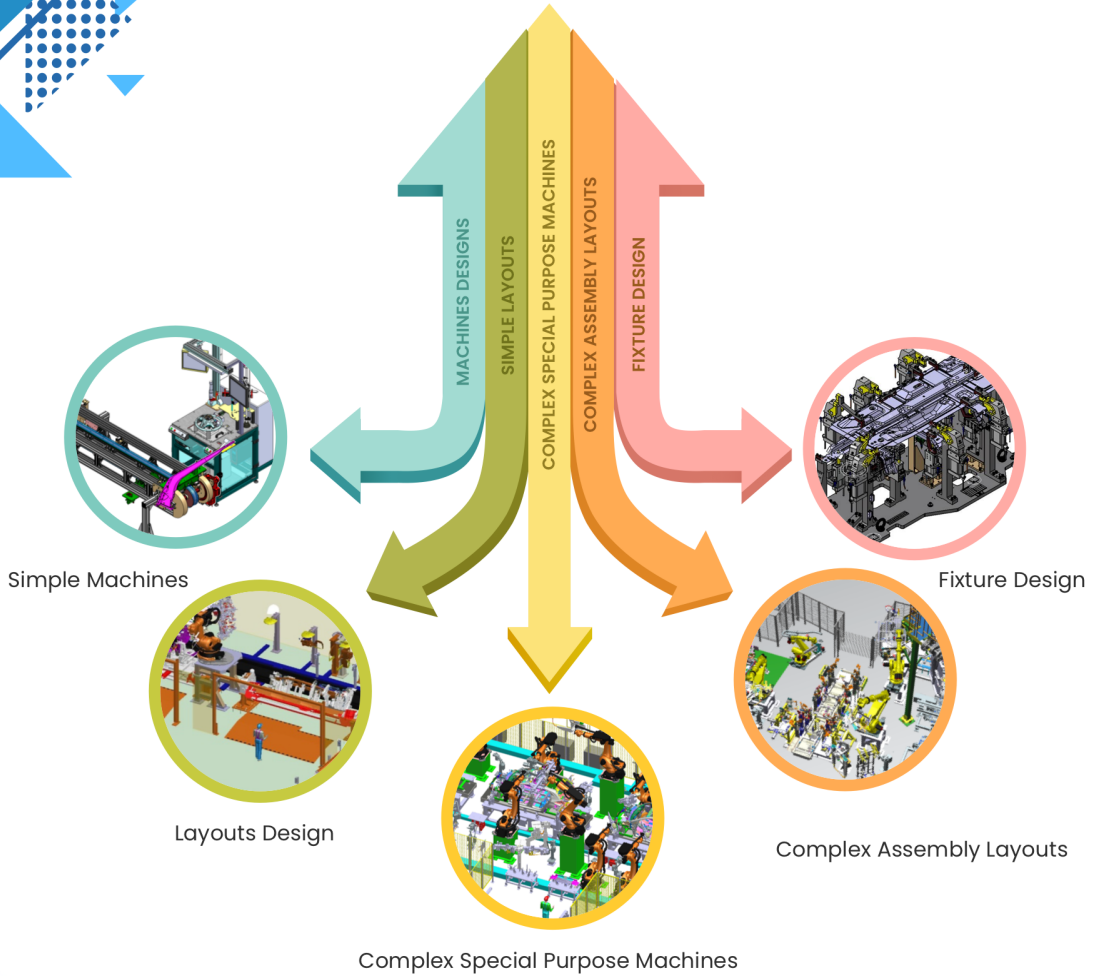 MACHINES DESIGNS
SIMPLE LAYOUTS
COMPLEX SPECIAL PURPOSE MACHINES
COMPLEX ASSEMBLY LAYOUTS
FIXTURE DESIGN
Simple Machines
Fixture Design
Layouts Design
Complex Assembly Layouts
Complex Special Purpose Machines